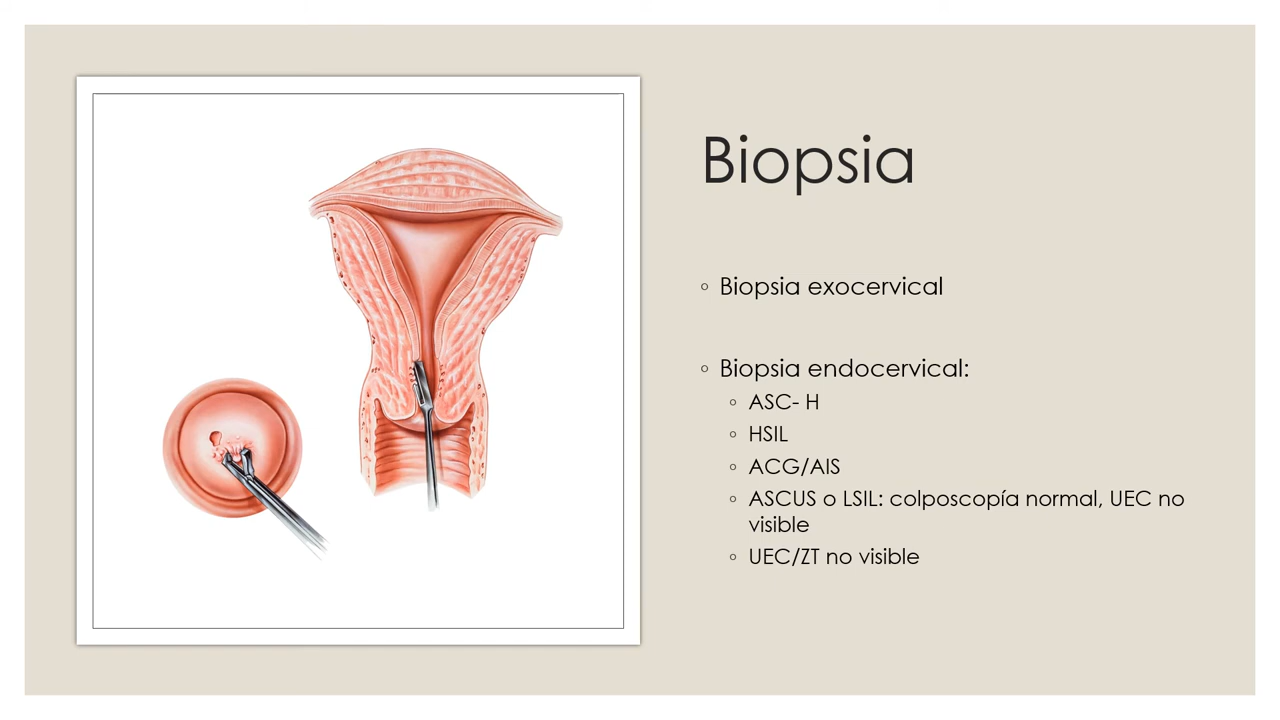 Biopsia
◦ Biopsia exocervical
◦ Biopsia endocervical:
◦ ASC- H
◦ HSIL
◦ ACG/AIS
◦ ASCUS o LSIL: colposcopía normal, UEC no
visible
◦ UEC/ZT no visible